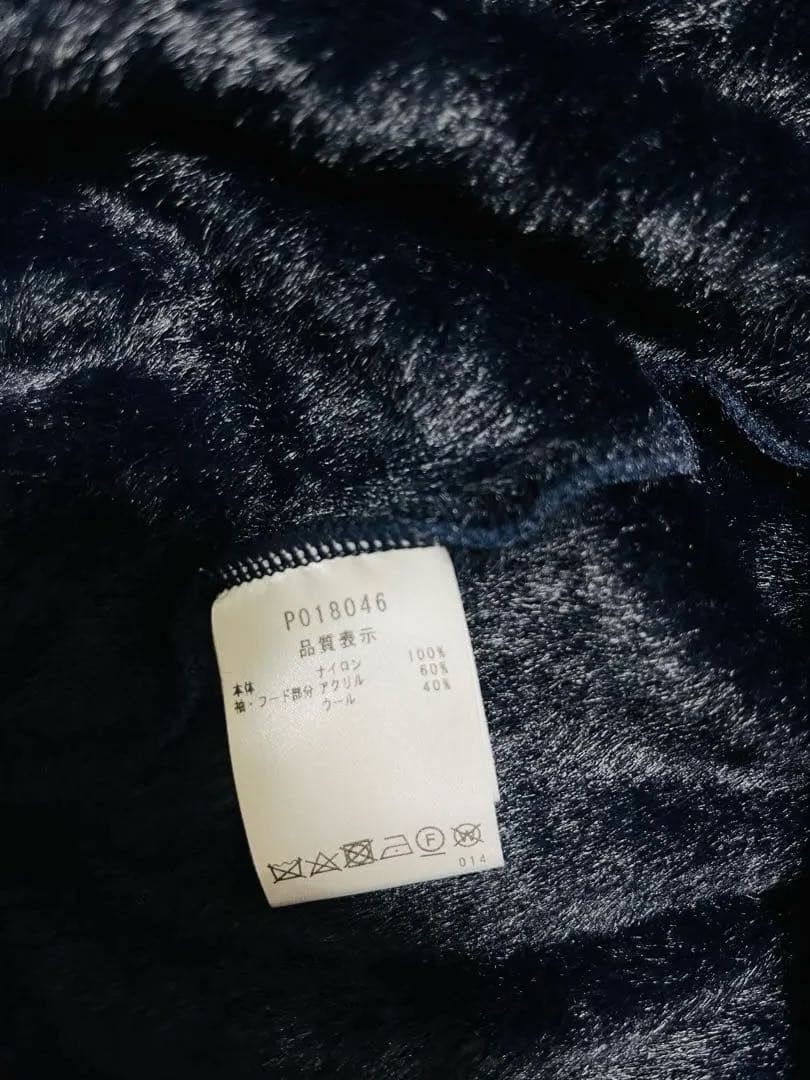 P018046
品質表示
本体 ナイロン 100%
袖・フード部分 アクリル 60%
ウール 40%
F W
014